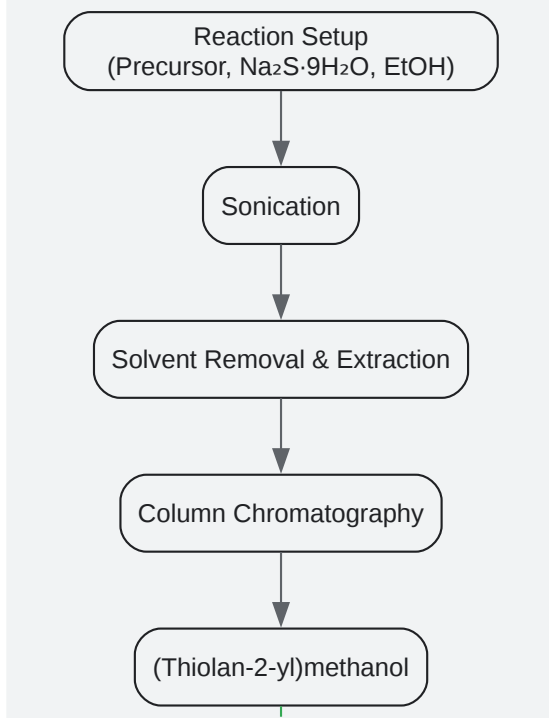 Reaction Setup
(Precursor, Na₂S·9H₂O, EtOH)
Sonication
Solvent Removal & Extraction
Column Chromatography
(Thiolan-2-yl)methanol